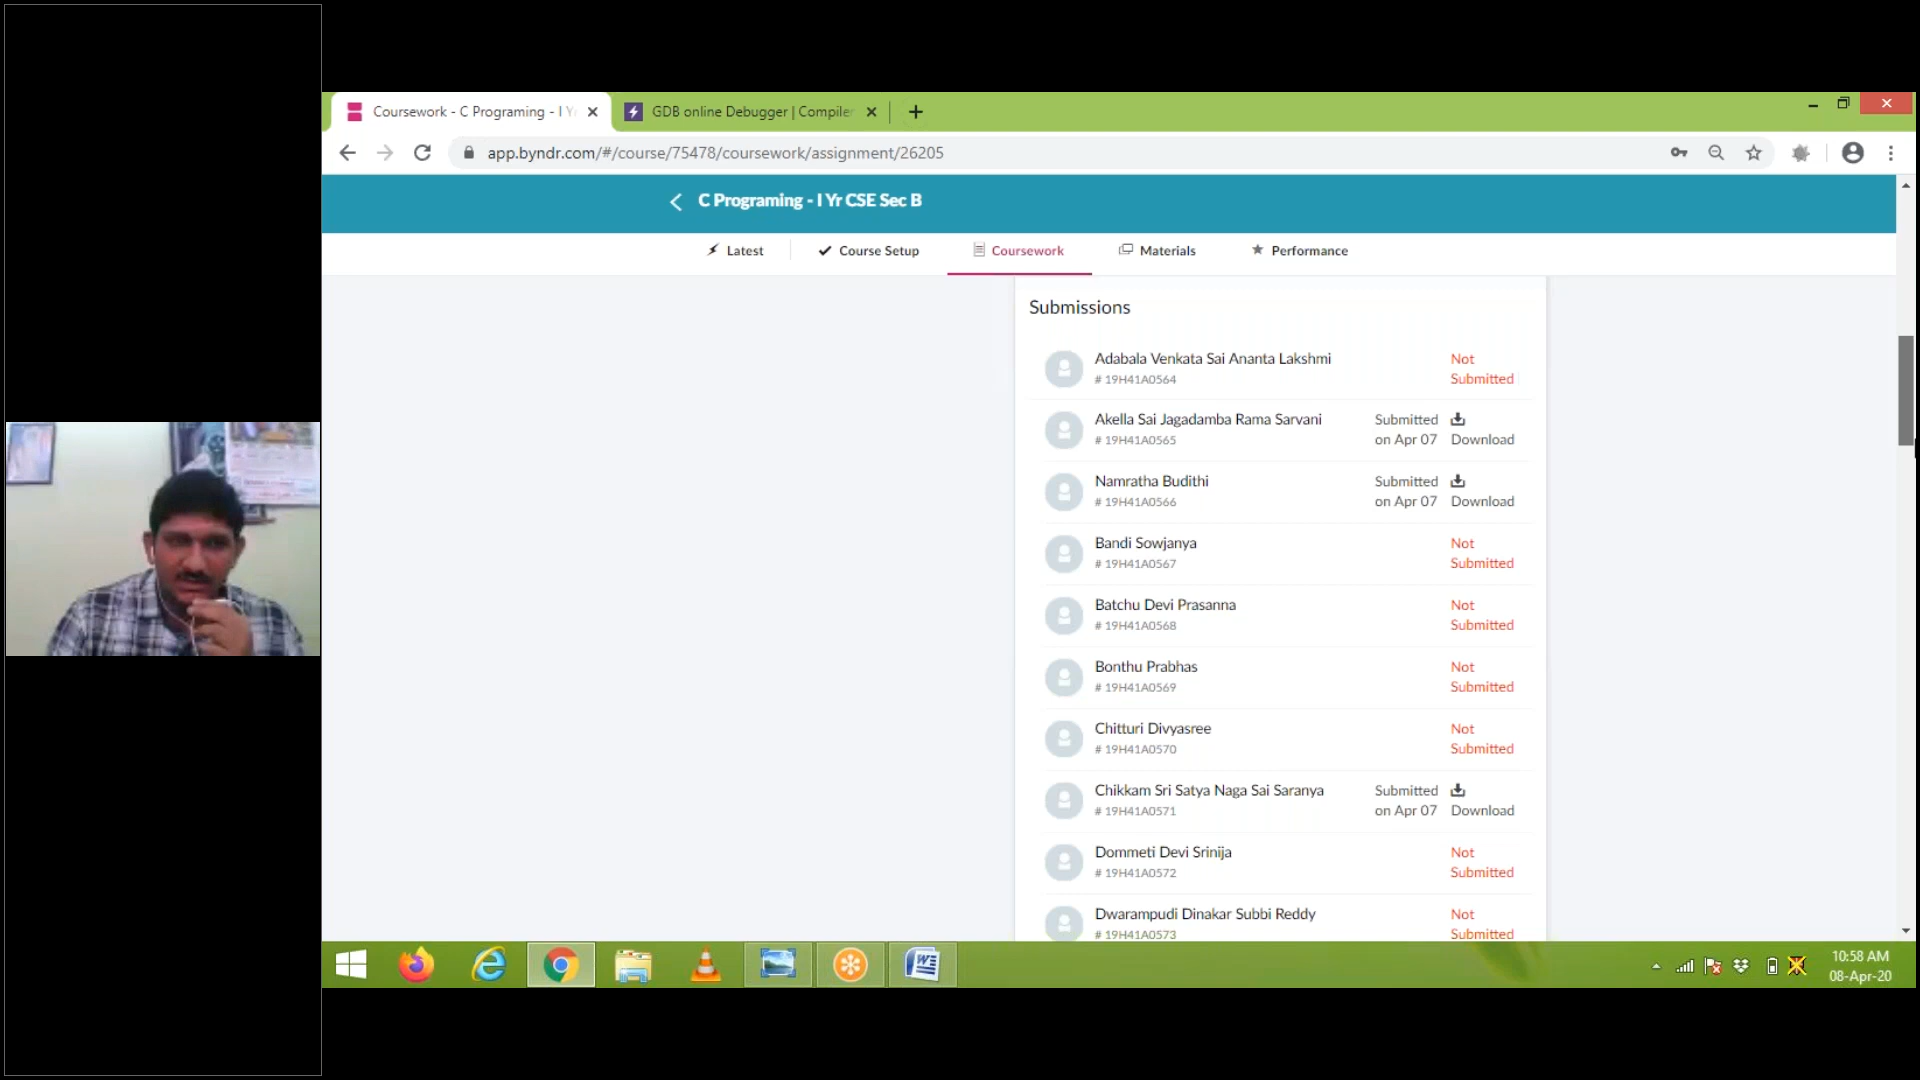 Coursework - C Programing - I Yr
GDB online Debugger | Compiler
app.byndr.com/#/course/75478/coursework/assignment/26205
C Programing - I Yr CSE Sec B
Latest
Course Setup
Coursework
Materials
Performance
Submissions
Adabala Venkata Sai Ananta Lakshmi
# 19H41A0564
Not
Submitted
Akella Sai Jagadamba Rama Sarvani
# 19H41A0565
Submitted
on Apr 07
Download
Namratha Budithi
# 19H41A0566
Submitted
on Apr 07
Download
Bandi Sowjanya
# 19H41A0567
Not
Submitted
Batchu Devi Prasanna
# 19H41A0568
Not
Submitted
Bonthu Prabhas
# 19H41A0569
Not
Submitted
Chitturi Divyasree
# 19H41A0570
Not
Submitted
Chikkam Sri Satya Naga Sai Saranya
# 19H41A0571
Submitted
on Apr 07
Download
Dommeti Devi Srinija
# 19H41A0572
Not
Submitted
Dwarampudi Dinakar Subbi Reddy
# 19H41A0573
Not
Submitted
10:58 AM
08-Apr-20